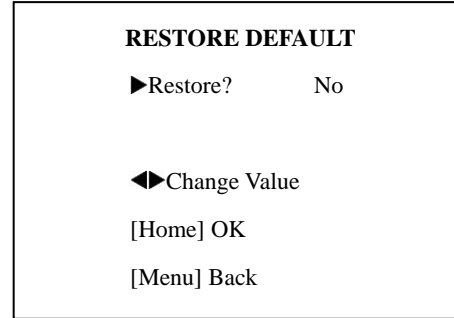 RESTORE DEFAULT
▶Restore? No
◀▶Change Value
[Home] OK
[Menu] Back